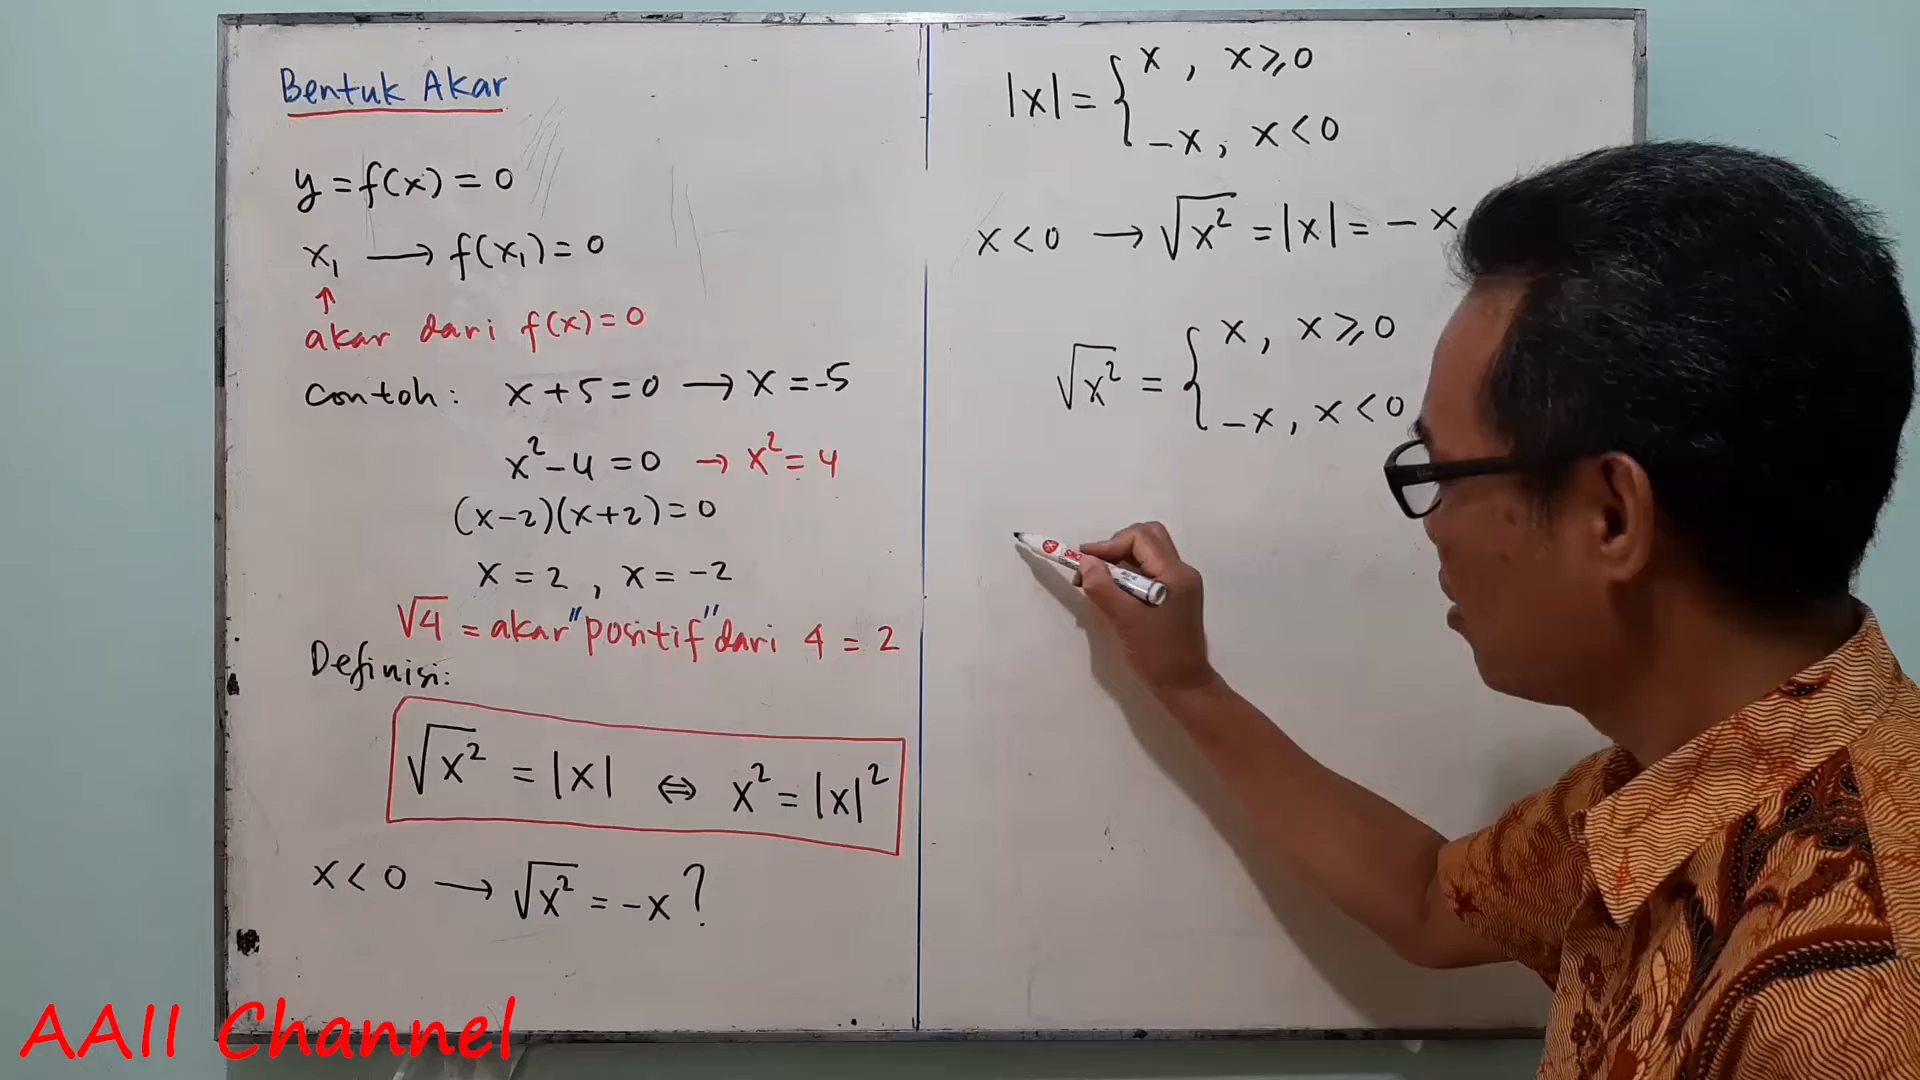 Bentuk Akar
y = f(x) = 0
x₁ → f(x₁) = 0
↑
akar dari f(x) = 0
Contoh: x + 5 = 0 → x = -5
x² - 4 = 0 → x² = 4
(x-2)(x+2) = 0
x = 2 , x = -2
√4 = akar "positif" dari 4 = 2
Definisi:
√x² = |x| ⇔ x² = |x|²
x < 0 → √x² = -x ?
|x| = { x , x ⩾ 0
-x , x < 0
x < 0 → √x² = |x| = - x
√x² = { x , x ⩾ 0
-x , x < 0
AAII Channel